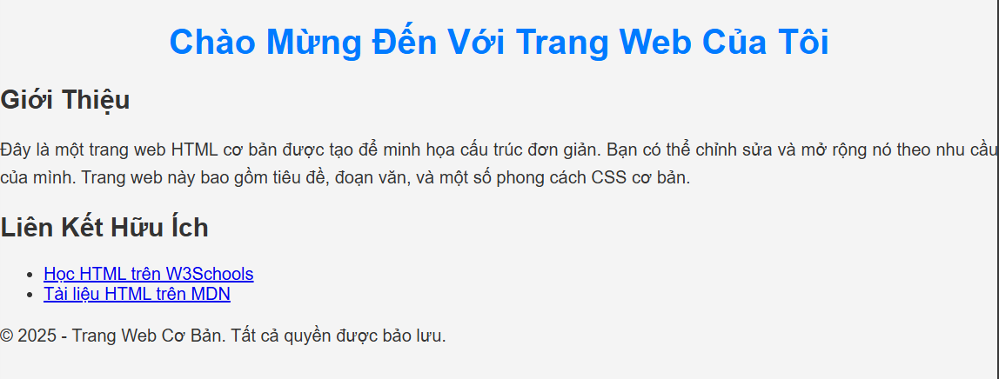 Chào Mừng Đến Với Trang Web Của Tôi
Giới Thiệu
Đây là một trang web HTML cơ bản được tạo để minh họa cấu trúc đơn giản. Bạn có thể chỉnh sửa và mở rộng nó theo nhu cầu
của mình. Trang web này bao gồm tiêu đề, đoạn văn, và một số phong cách CSS cơ bản.
Liên Kết Hữu Ích
• Học HTML trên W3Schools
• Tài liệu HTML trên MDN
© 2025 - Trang Web Cơ Bản. Tất cả quyền được bảo lưu.